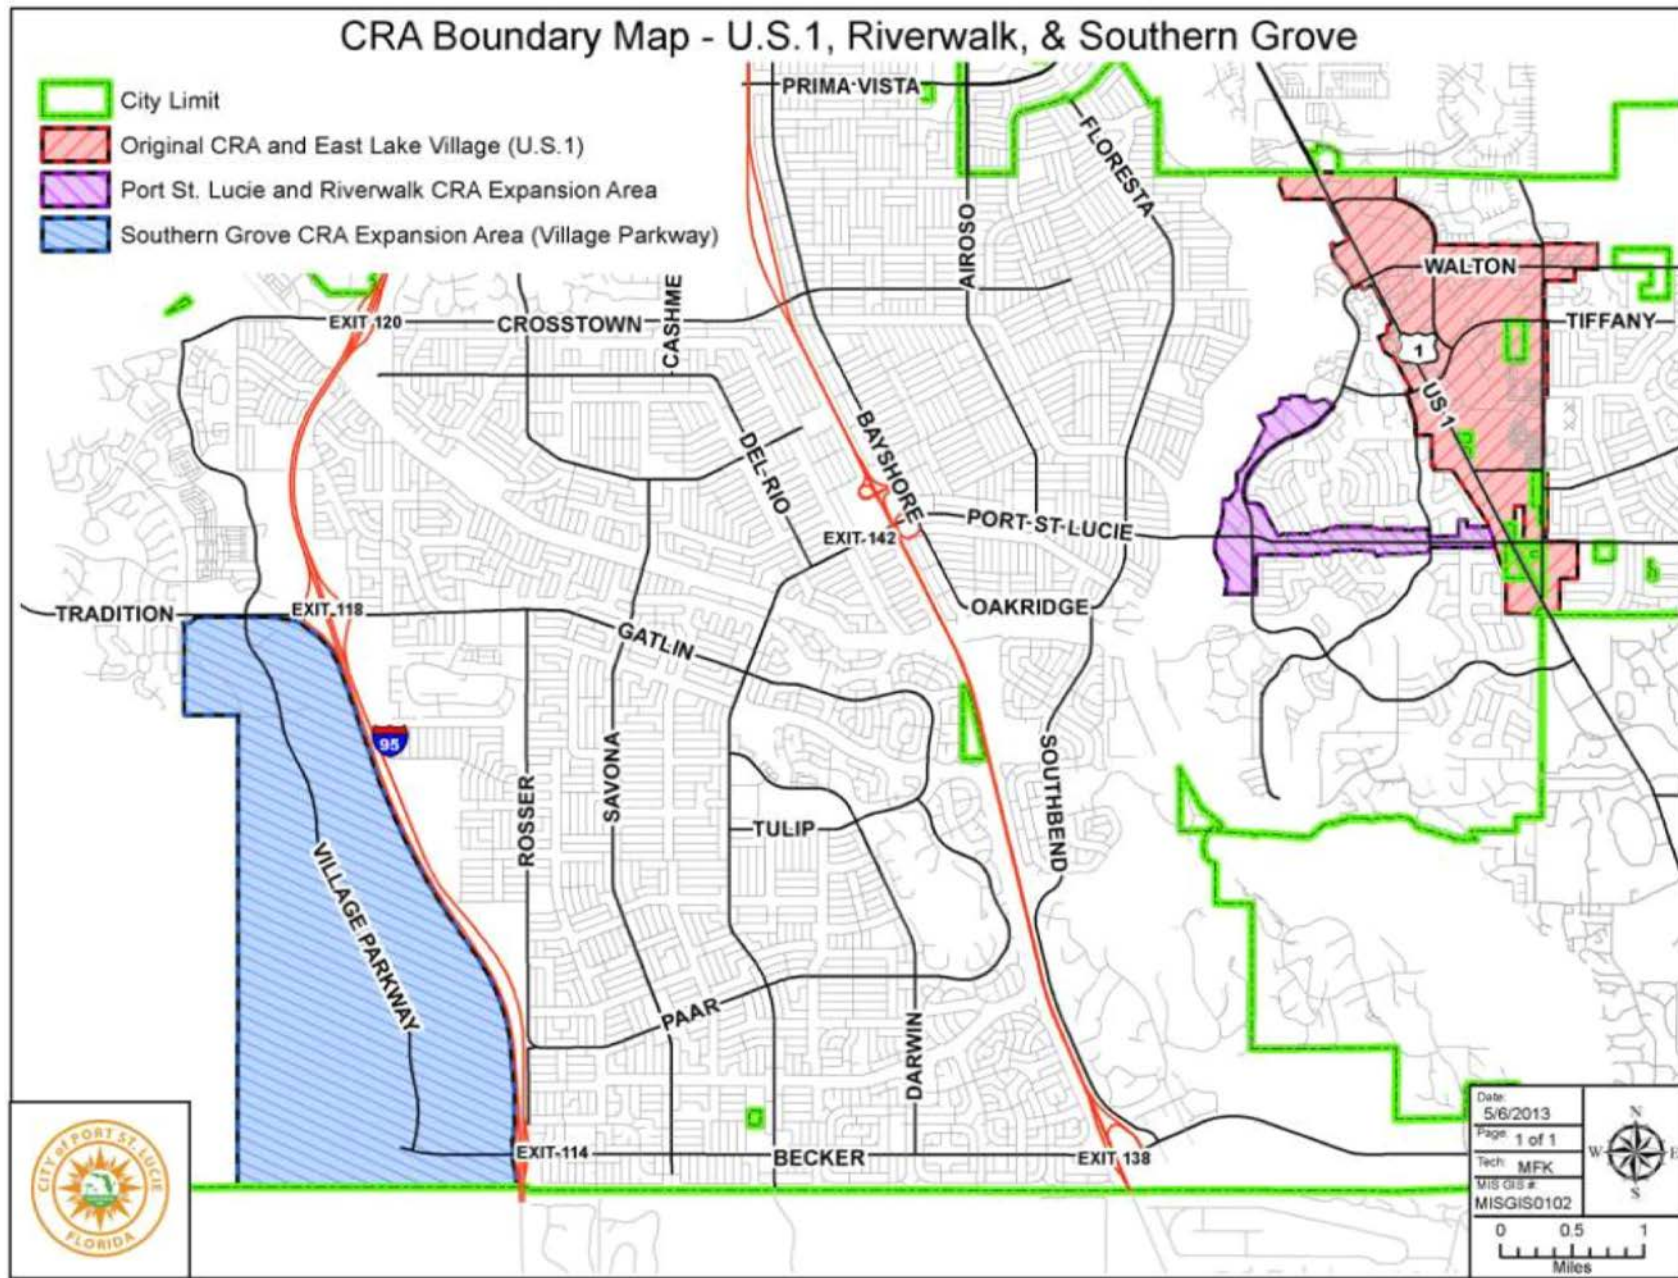 CRA Boundary Map - U.S.1, Riverwalk, & Southern Grove
City Limit
Original CRA and East Lake Village (U.S.1)
Port St. Lucie and Riverwalk CRA Expansion Area
Southern Grove CRA Expansion Area (Village Parkway)
PRIMA VISTA
FLORESTA
AIROSO
WALTON
CASHME
EXIT 120
CROSSTOWN
TIFFANY
1
US 1
DEL-RIO
BAYSHORE
PORT-ST-LUCIE
EXIT-142
TRADITION
EXIT 118
OAKRIDGE
GATLIN
95
SAVONA
SOUTHBEND
ROSSER
TULIP
VILLAGE PARKWAY
PAAR
DARWIN
EXIT-114
BECKER
EXIT 138
CITY of PORT ST. LUCIE
FLORIDA
Date:
5/6/2013
Page: 1 of 1
Tech: MFK
MIS GIS #:
MISGIS0102
N
W
E
S
0 0.5 1
Miles